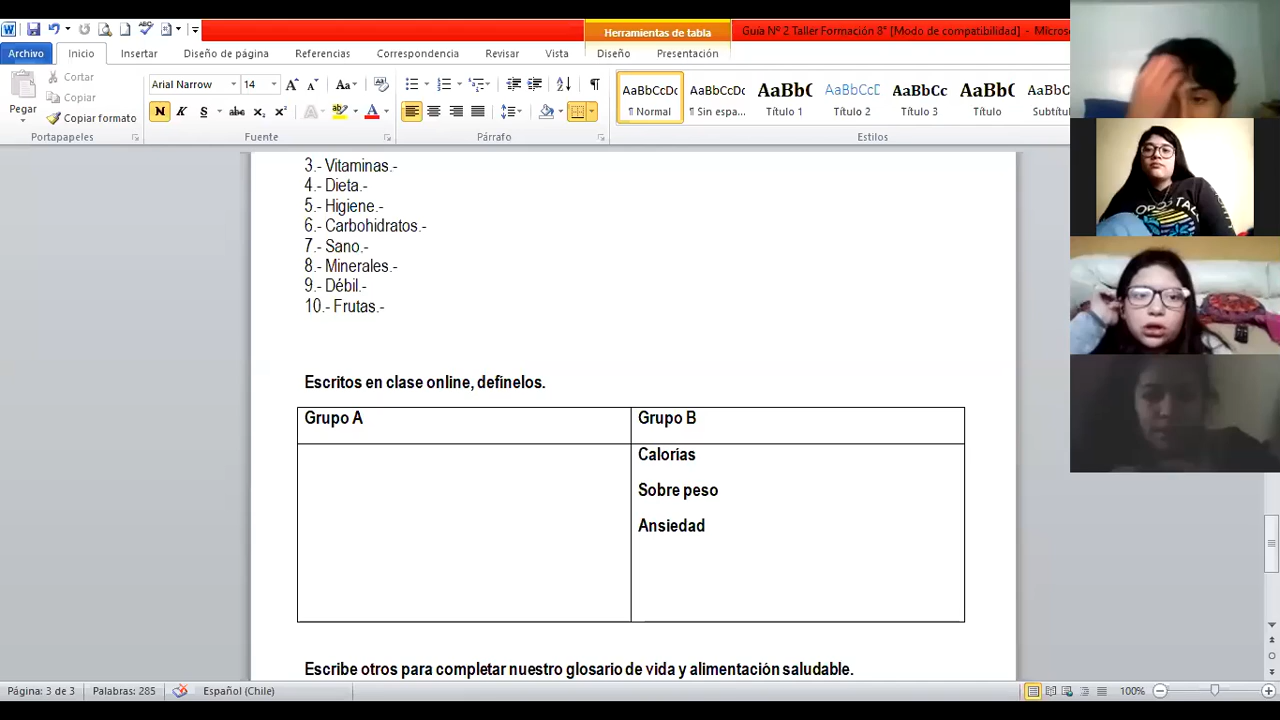 Herramientas de tabla
Guía Nº 2 Taller Formación 8° [Modo de compatibilidad] - Micros
Archivo
Inicio
Insertar
Diseño de página
Referencias
Correspondencia
Revisar
Vista
Diseño
Presentación
Pegar
Cortar
Copiar
Copiar formato
Portapapeles
Arial Narrow
14
Fuente
Párrafo
AaBbCcDc
¶ Normal
AaBbCcDc
¶ Sin espa...
AaBbC
Título 1
AaBbCcD
Título 2
AaBbCc
Título 3
AaBbC
Título
AaBbCcD
Subtítul
Estilos
3.- Vitaminas.-
4.- Dieta.-
5.- Higiene.-
6.- Carbohidratos.-
7.- Sano.-
8.- Minerales.-
9.- Débil.-
10.- Frutas.-
Escritos en clase online, defínelos.
Grupo A
Grupo B
Calorías
Sobre peso
Ansiedad
Escribe otros para completar nuestro glosario de vida y alimentación saludable.
Página: 3 de 3
Palabras: 285
Español (Chile)
100%